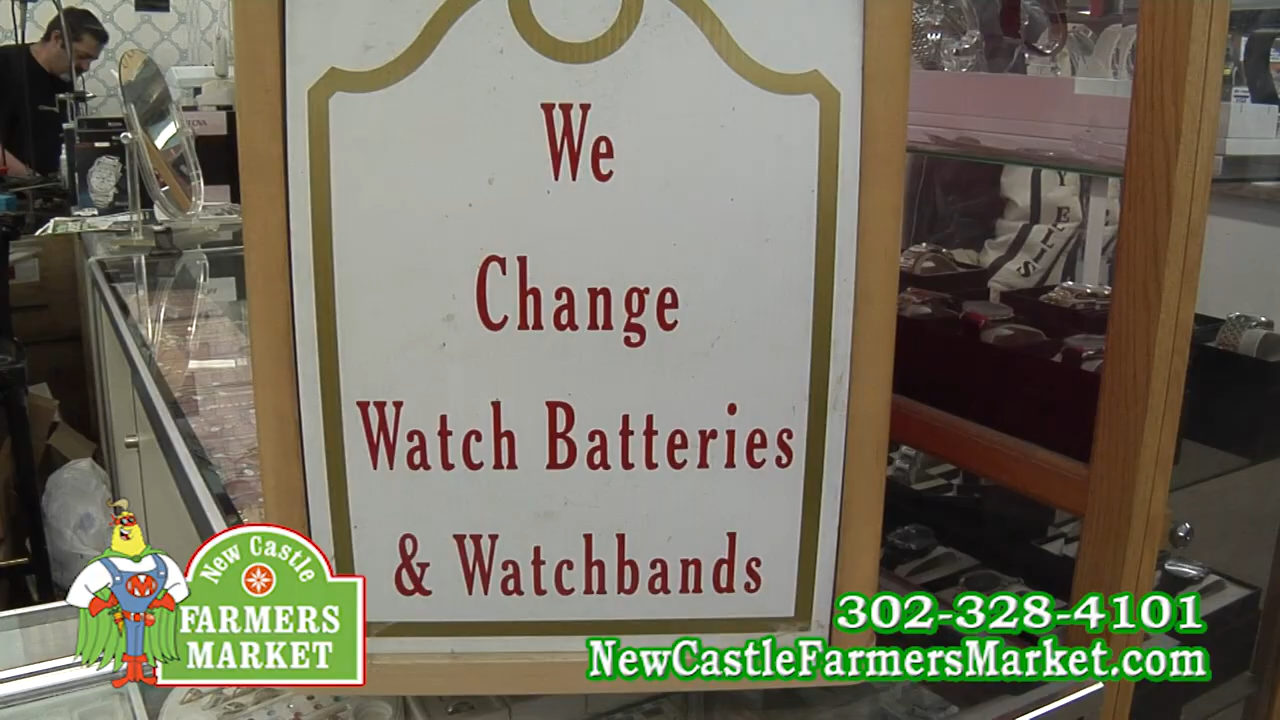 We
Change
Watch Batteries
& Watchbands
New Castle
FARMERS
MARKET
M
302-328-4101
NewCastleFarmersMarket.com